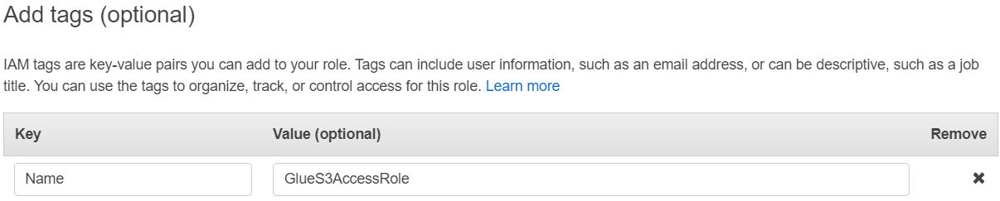 Add tags (optional)
IAM tags are key-value pairs you can add to your role. Tags can include user information, such as an email address, or can be descriptive, such as a job
title. You can use the tags to organize, track, or control access for this role. Learn more
Key Value (optional) Remove
Name GlueS3AccessRole